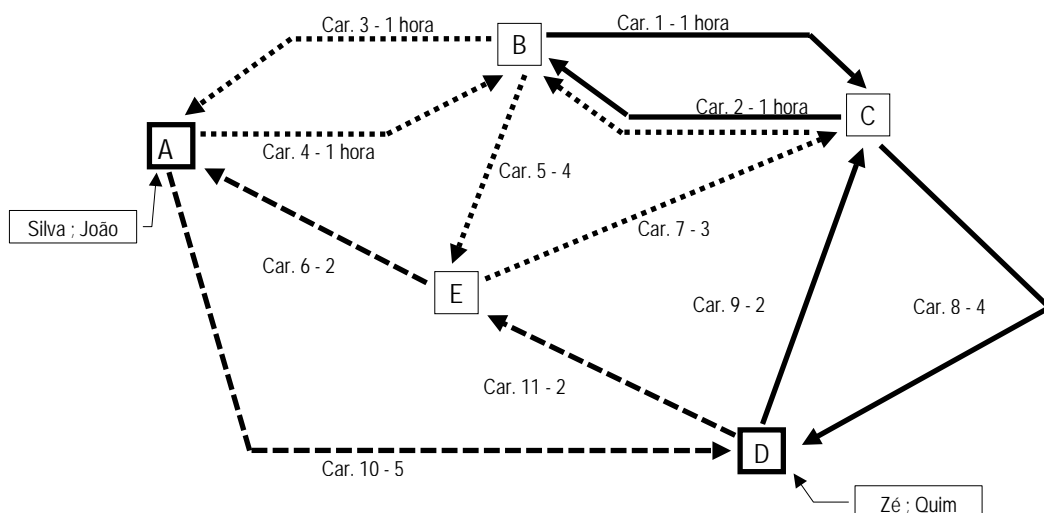 Car. 3 - 1 hora
B
Car. 1 - 1 hora
Car. 2 - 1 hora
C
A
Car. 4 - 1 hora
Car. 5 - 4
Silva ; João
Car. 7 - 3
Car. 6 - 2
E
Car. 9 - 2
Car. 8 - 4
Car. 11 - 2
D
Car. 10 - 5
Zé ; Quim